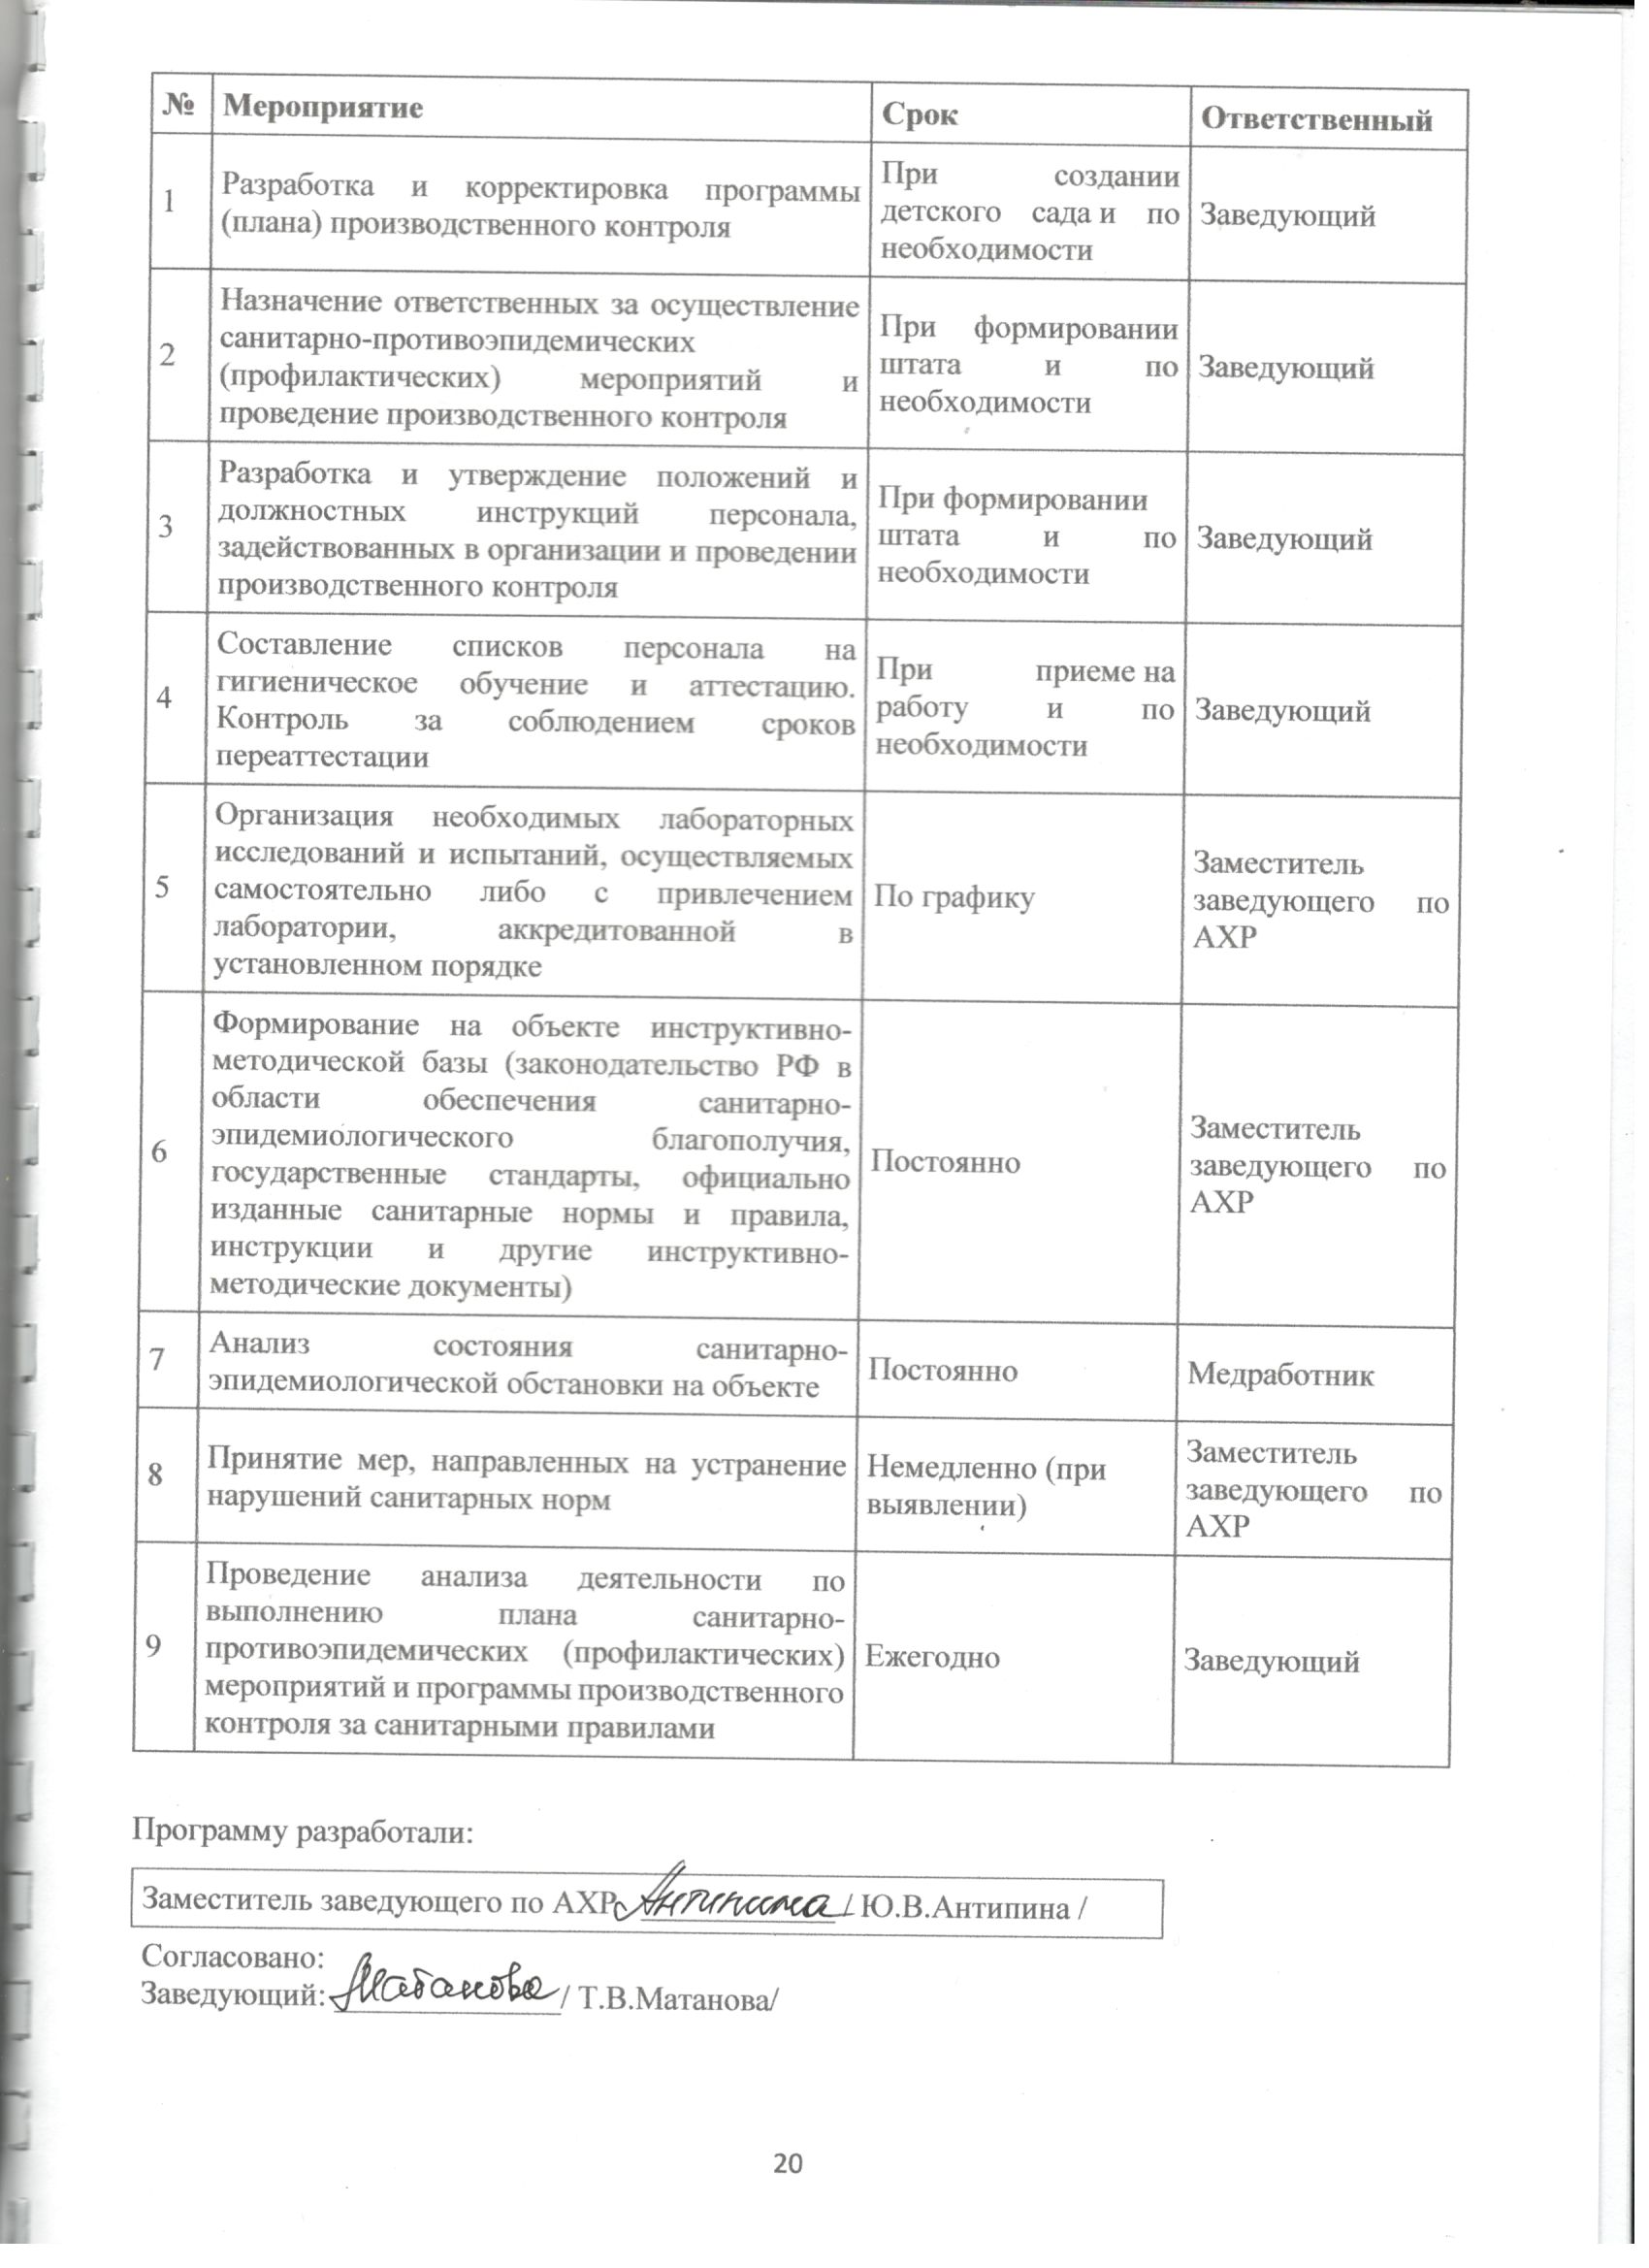 № Мероприятие Срок Ответственный
1
Разработка и корректировка программы
(плана) производственного контроля
При создании
детского сада и по
необходимости
Заведующий
2
Назначение ответственных за осуществление
санитарно-противоэпидемических
(профилактических) мероприятий и
проведение производственного контроля
При формировании
штата и по
необходимости
Заведующий
3
Разработка и утверждение положений и
должностных инструкций персонала,
задействованных в организации и проведении
производственного контроля
При формировании
штата и по
необходимости
Заведующий
4
Составление списков персонала на
гигиеническое обучение и аттестацию.
Контроль за соблюдением сроков
переаттестации
При приеме на
работу и по
необходимости
Заведующий
5
Организация необходимых лабораторных
исследований и испытаний, осуществляемых
самостоятельно либо с привлечением
лаборатории, аккредитованной в
установленном порядке
По графику
Заместитель
заведующего по
АХР
6
Формирование на объекте инструктивно-
методической базы (законодательство РФ в
области обеспечения санитарно-
эпидемиологического благополучия,
государственные стандарты, официально
изданные санитарные нормы и правила,
инструкции и другие инструктивно-
методические документы)
Постоянно
Заместитель
заведующего по
АХР
7
Анализ состояния санитарно-
эпидемиологической обстановки на объекте
Постоянно
Медработник
8
Принятие мер, направленных на устранение
нарушений санитарных норм
Немедленно (при
выявлении)
Заместитель
заведующего по
АХР
9
Проведение анализа деятельности по
выполнению плана санитарно-
противоэпидемических (профилактических)
мероприятий и программы производственного
контроля за санитарными правилами
Ежегодно
Заведующий
Программу разработали:
Заместитель заведующего по АХР Антипина / Ю.В.Антипина /
Согласовано:
Заведующий: Матанова / Т.В.Матанова/
20